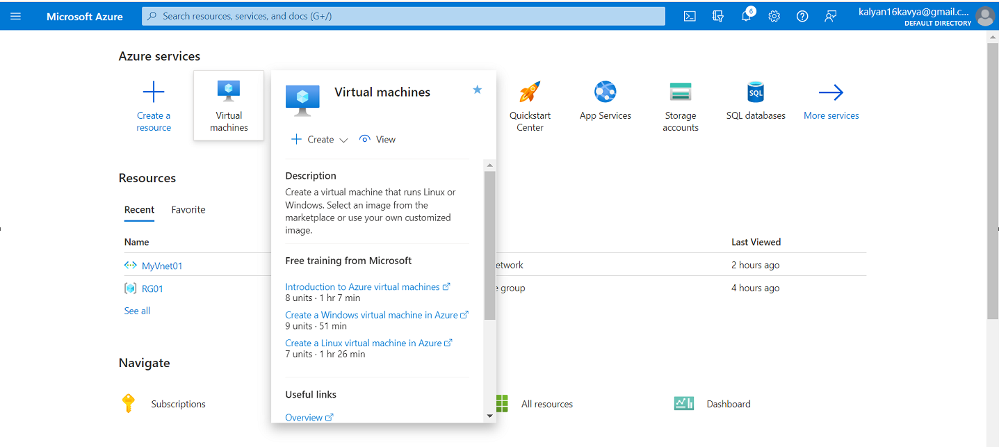 Microsoft Azure
Search resources, services, and docs (G+/)
6
kalyan16kavya@gmail.c...
DEFAULT DIRECTORY
Azure services
Create a
resource
Virtual
machines
Virtual machines
Create
View
Quickstart
Center
App Services
Storage
accounts
SQL
SQL databases
More services
Description
Create a virtual machine that runs Linux or
Windows. Select an image from the
marketplace or use your own customized
image.
Free training from Microsoft
Introduction to Azure virtual machines
8 units · 1 hr 7 min
Create a Windows virtual machine in Azure
9 units · 51 min
Create a Linux virtual machine in Azure
7 units · 1 hr 26 min
Useful links
Overview
Resources
Recent
Favorite
Name
Last Viewed
MyVnet01
etwork
2 hours ago
RG01
e group
4 hours ago
See all
Navigate
Subscriptions
All resources
Dashboard